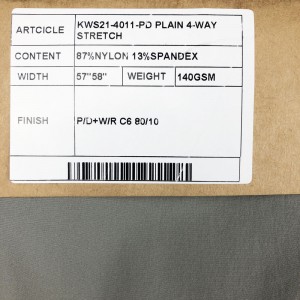 ARTCICLE KWS21-4011-PD PLAIN 4-WAY
STRETCH
CONTENT 87%NYLON 13%SPANDEX
WIDTH 57"58" WEIGHT 140GSM
FINISH P/D+W/R C6 80/10